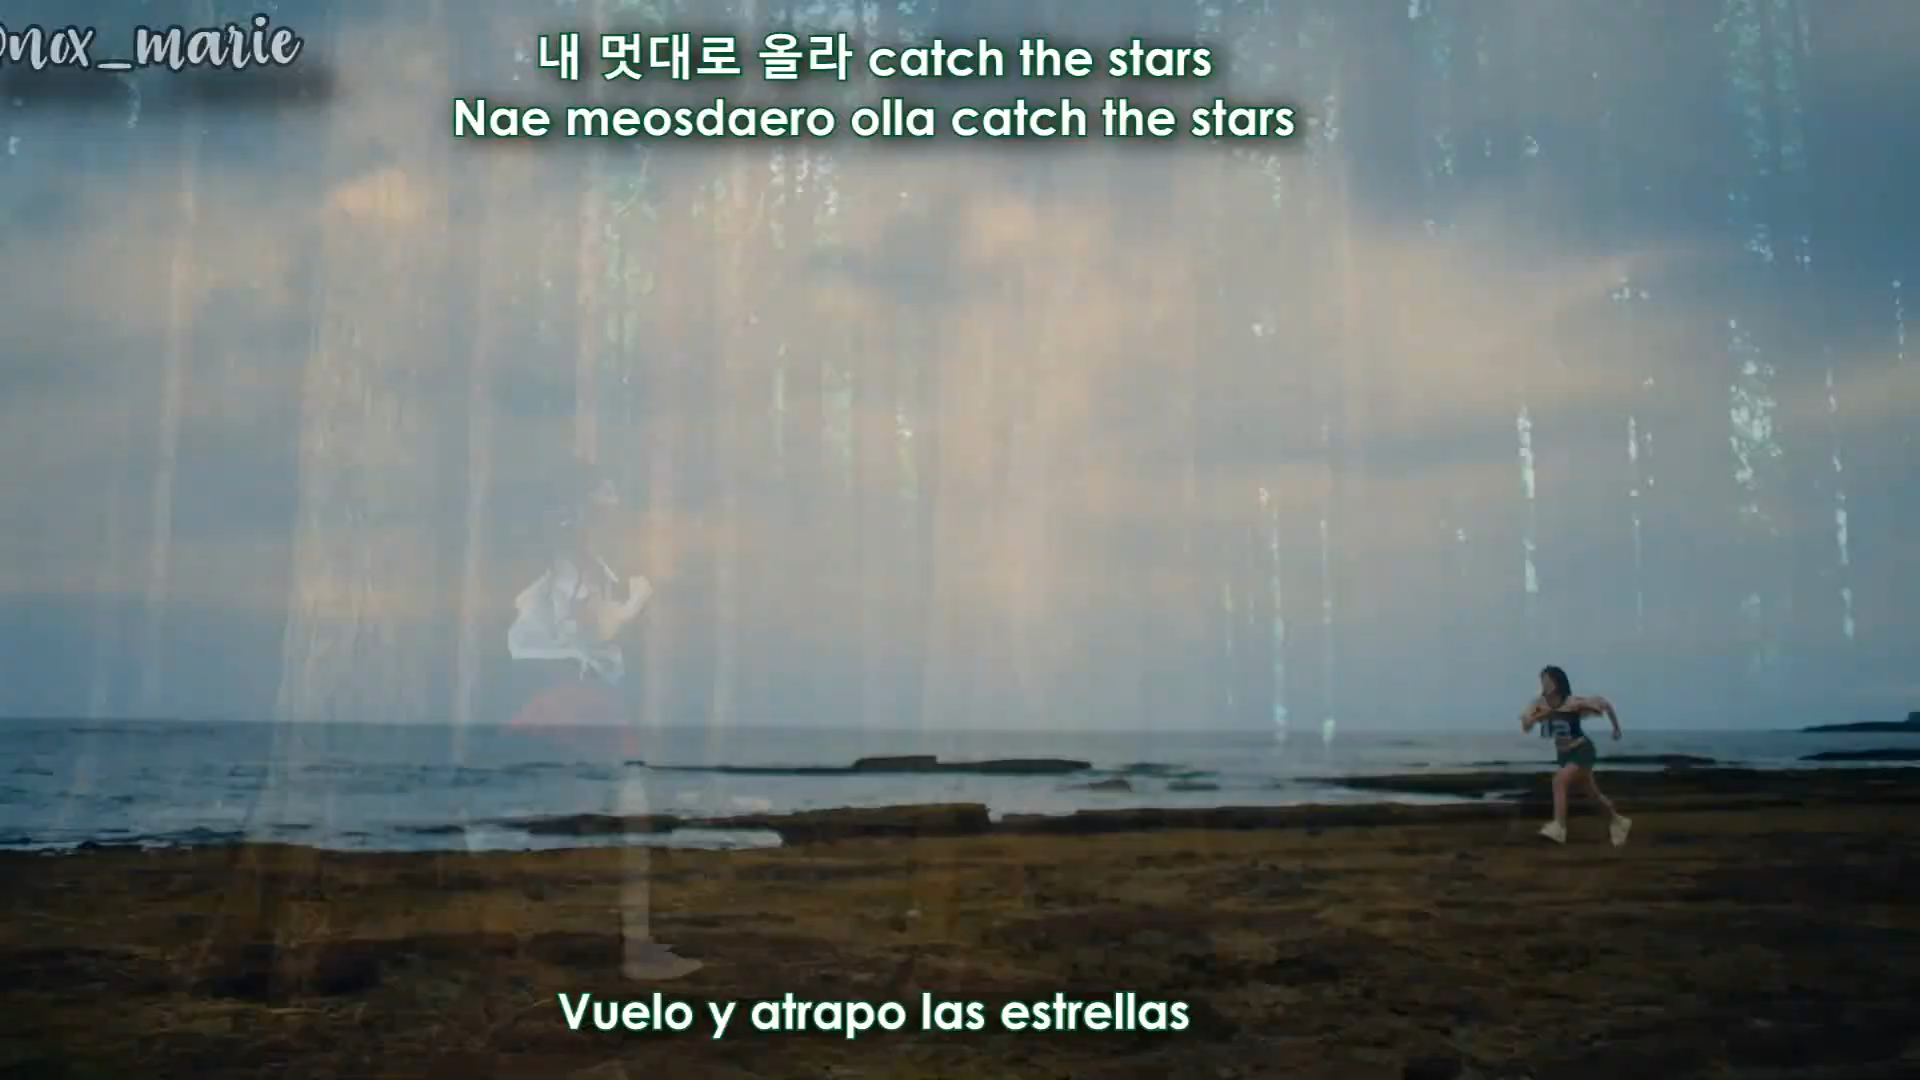 nox_marie
내 멋대로 올라 catch the stars
Nae meosdaero olla catch the stars
Vuelo y atrapo las estrellas